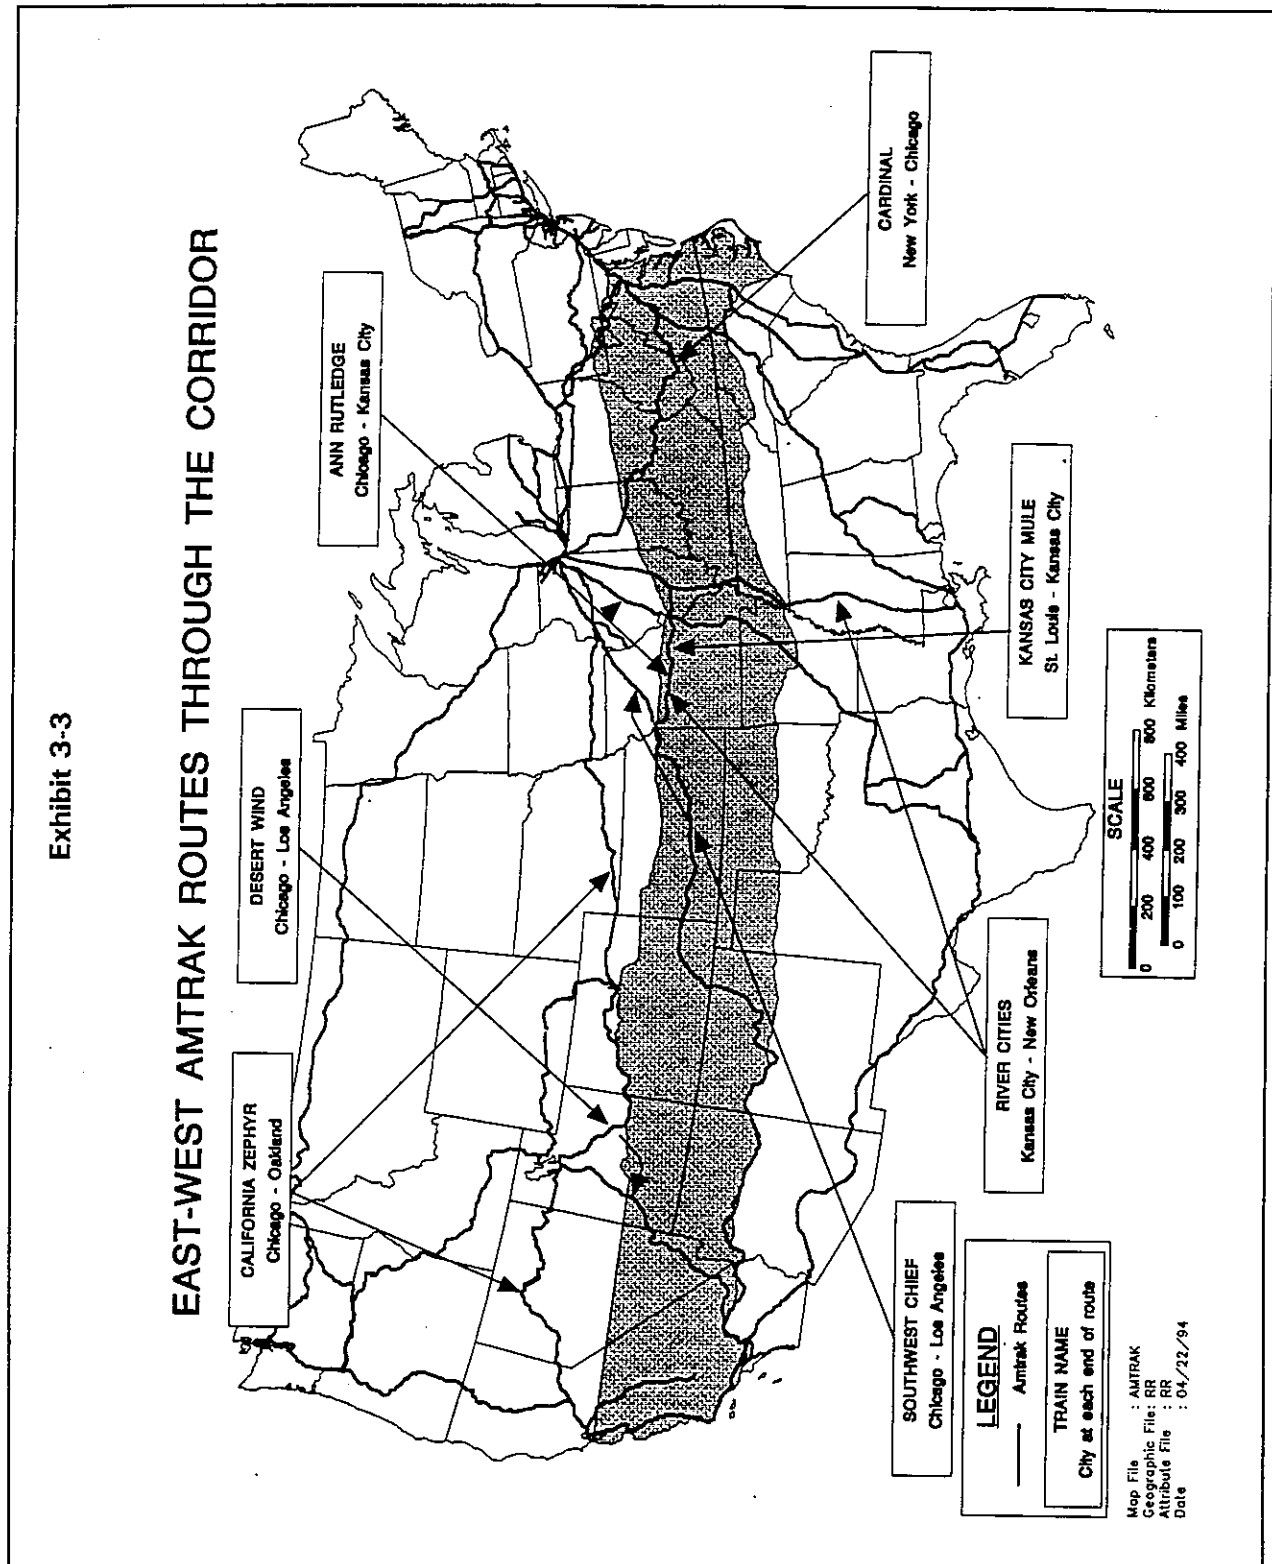 Exhibit 3-3
EAST-WEST AMTRAK ROUTES THROUGH THE CORRIDOR
CALIFORNIA ZEPHYR
Chicago - Oakland
DESERT WIND
Chicago - Los Angeles
ANN RUTLEDGE
Chicago - Kansas City
CARDINAL
New York - Chicago
SOUTHWEST CHIEF
Chicago - Los Angeles
RIVER CITIES
Kansas City - New Orleans
KANSAS CITY MULE
St. Louis - Kansas City
LEGEND
Amtrak Routes
TRAIN NAME
City at each end of route
SCALE
0 200 400 600 800 Kilometers
0 100 200 300 400 Miles
Map File : AMTRAK
Geographic File: RR
Attribute File : RR
Date : 04/22/94